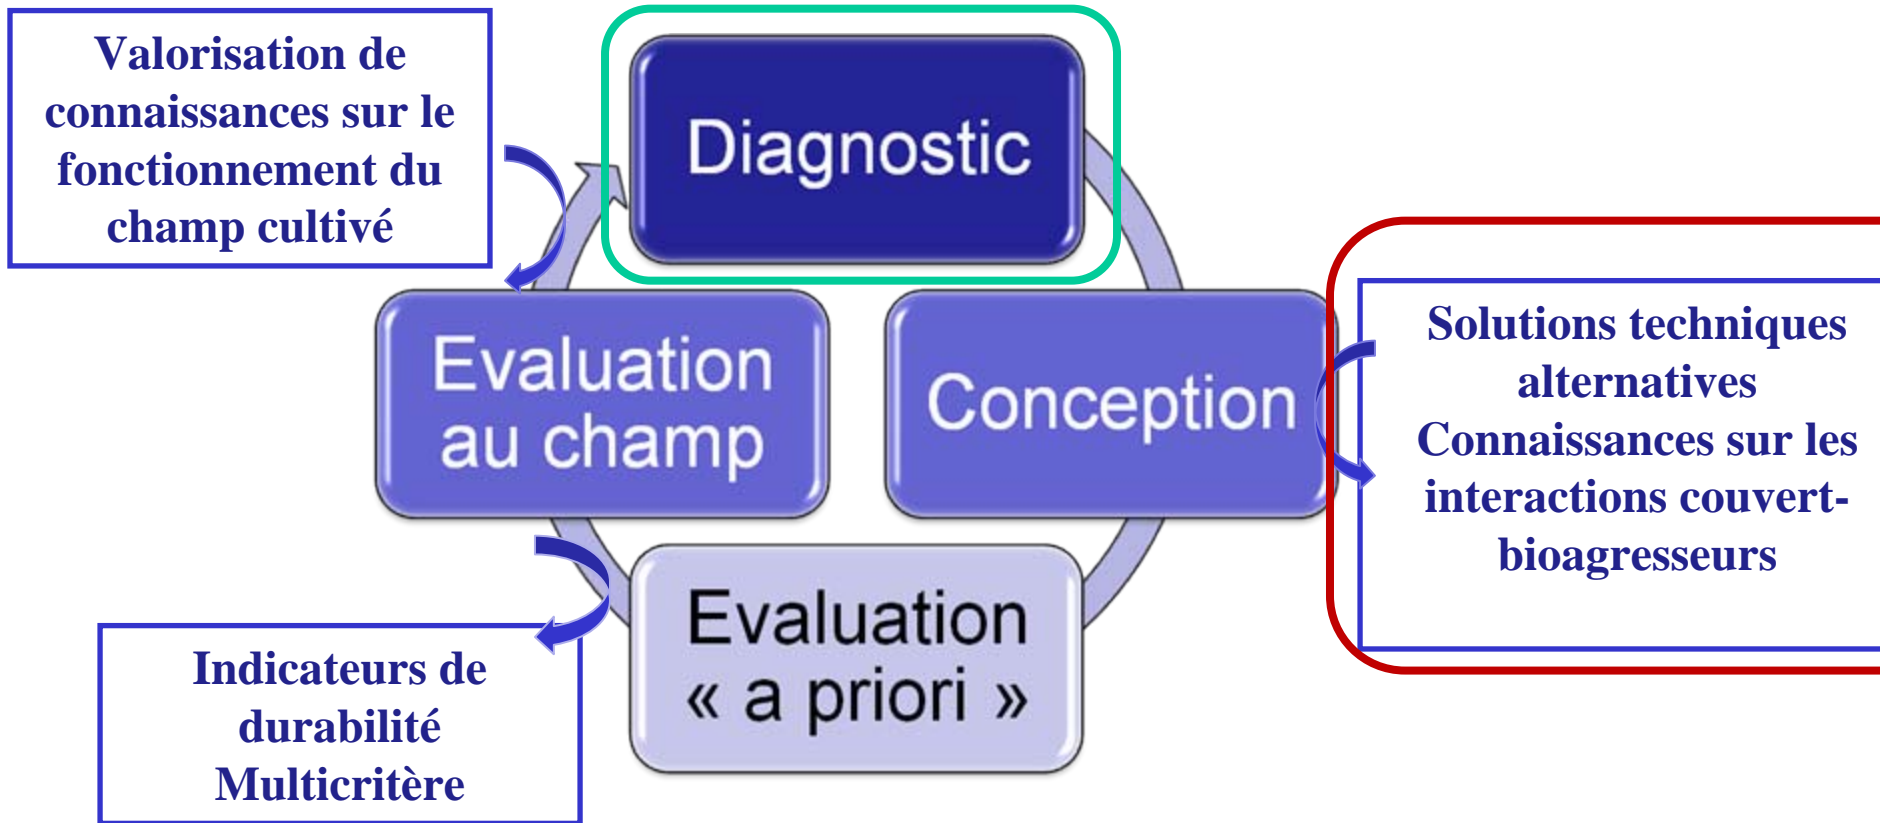 Valorisation de
connaissances sur le
fonctionnement du
champ cultivé
Diagnostic
Evaluation
au champ
Conception
Solutions techniques
alternatives
Connaissances sur les
interactions couvert-
bioagresseurs
Evaluation
« a priori »
Indicateurs de
durabilité
Multicritère